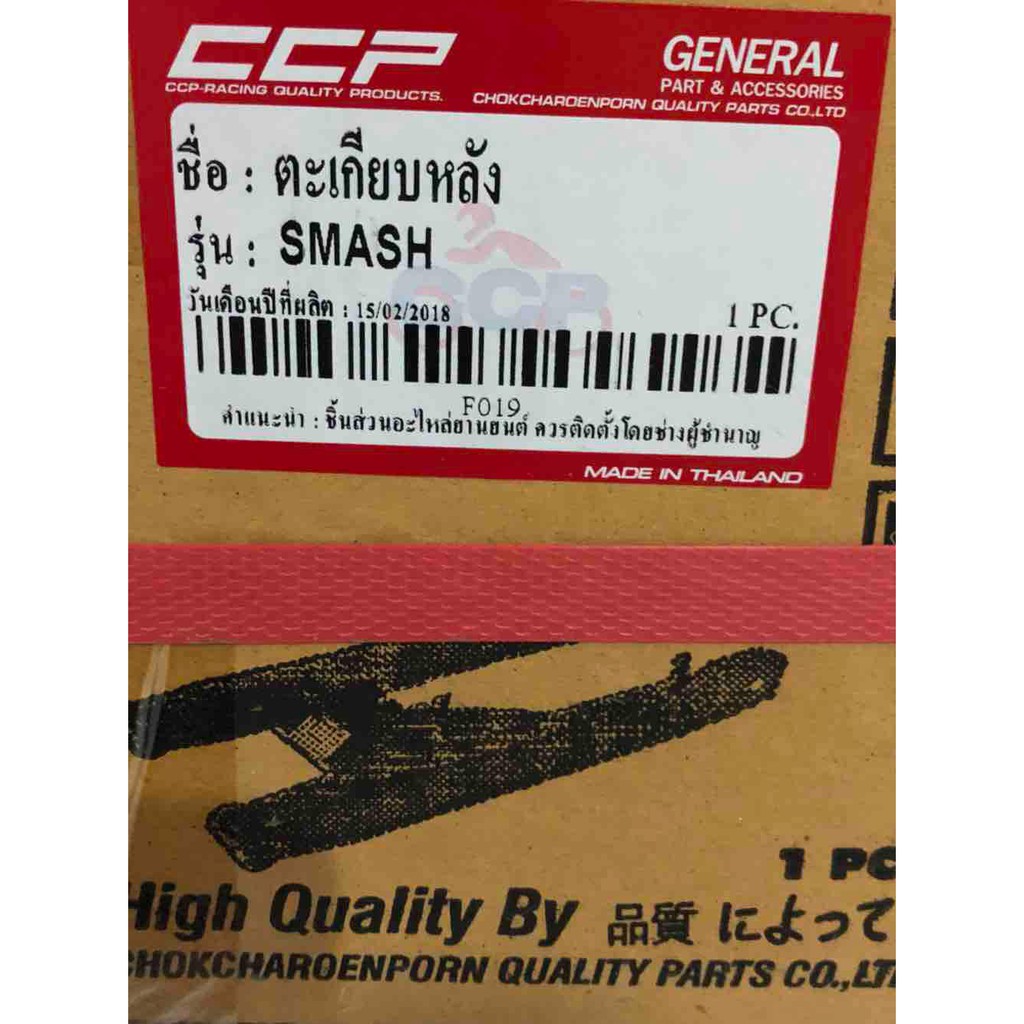 CCP
GENERAL
CCP-RACING QUALITY PRODUCTS.
PART & ACCESSORIES
CHOKCHAROENPORN QUALITY PARTS CO.,LTD
ชื่อ : ตะเกียบหลัง
รุ่น : SMASH
CCP
วันเดือนปีที่ผลิต : 15/02/2018
1 PC.
F019
คำแนะนำ : ชิ้นส่วนอะไหล่ยานยนต์ ควรติดตั้งโดยช่างผู้ชำนาญ
MADE IN THAILAND
1 PC
High Quality By 品質 によって
CHOKCHAROENPORN QUALITY PARTS CO.,LT